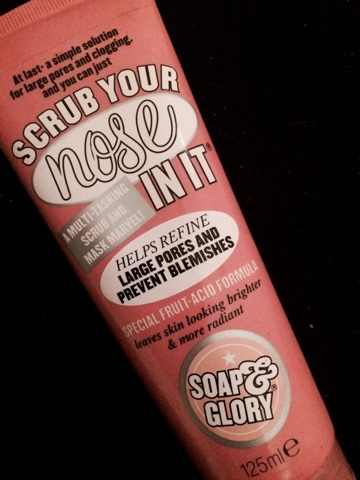 At last- a simple solution
for large pores and clogging.
and you can just
SCRUB YOUR
nose
IN IT®
A MULTI-TASKING
SCRUB AND
MASK MARVEL!
HELPS REFINE
LARGE PORES AND
PREVENT BLEMISHES
SPECIAL FRUIT-ACID FORMULA
leaves skin looking brighter
& more radiant
SOAP&
GLORY®
125ml e